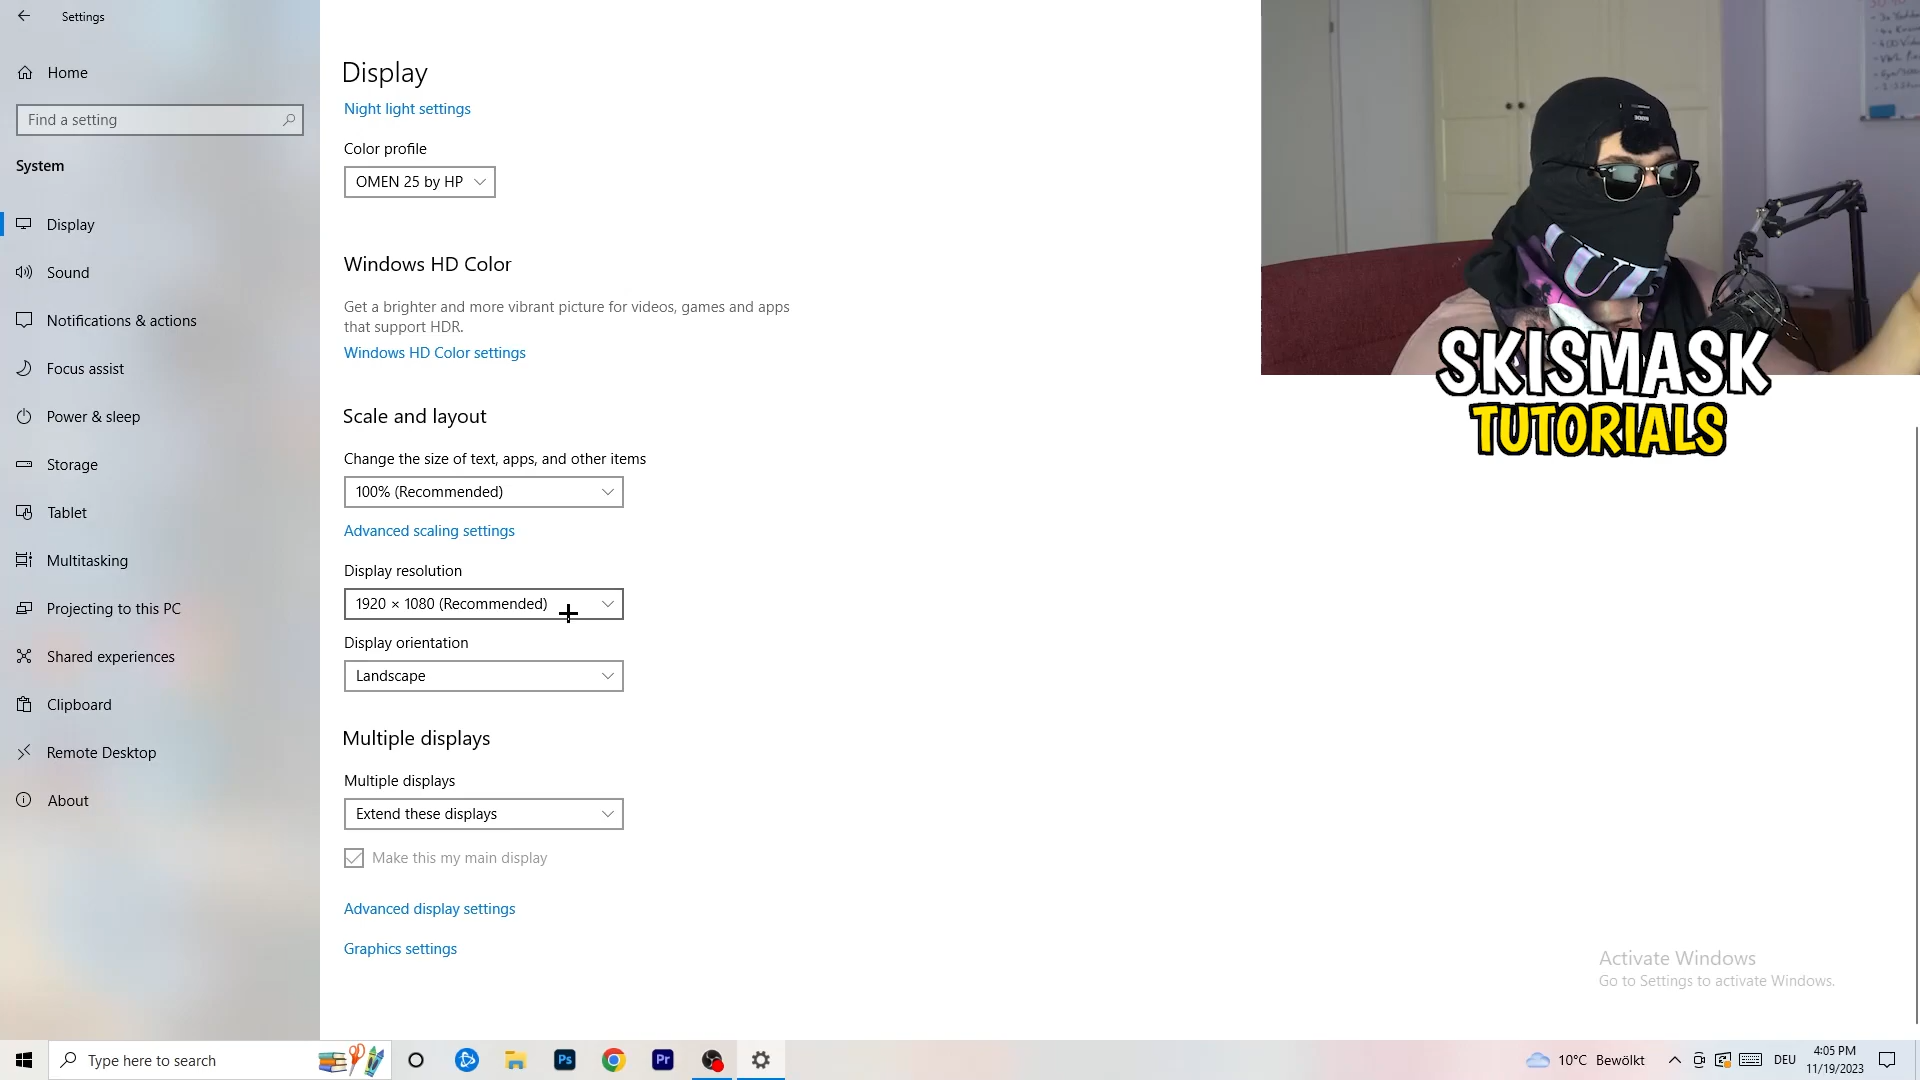 Settings
Home
Find a setting
System
Display
Sound
Notifications & actions
Focus assist
Power & sleep
Storage
Tablet
Multitasking
Projecting to this PC
Shared experiences
Clipboard
Remote Desktop
About
Display
Night light settings
Color profile
OMEN 25 by HP
Windows HD Color
Get a brighter and more vibrant picture for videos, games and apps
that support HDR.
Windows HD Color settings
Scale and layout
Change the size of text, apps, and other items
100% (Recommended)
Advanced scaling settings
Display resolution
1920 × 1080 (Recommended)
Display orientation
Landscape
Multiple displays
Multiple displays
Extend these displays
Make this my main display
Advanced display settings
Graphics settings
SKISMASK
TUTORIALS
Activate Windows
Go to Settings to activate Windows.
Type here to search
Ps
Pr
10°C Bewölkt
DEU
4:05 PM
11/19/2023